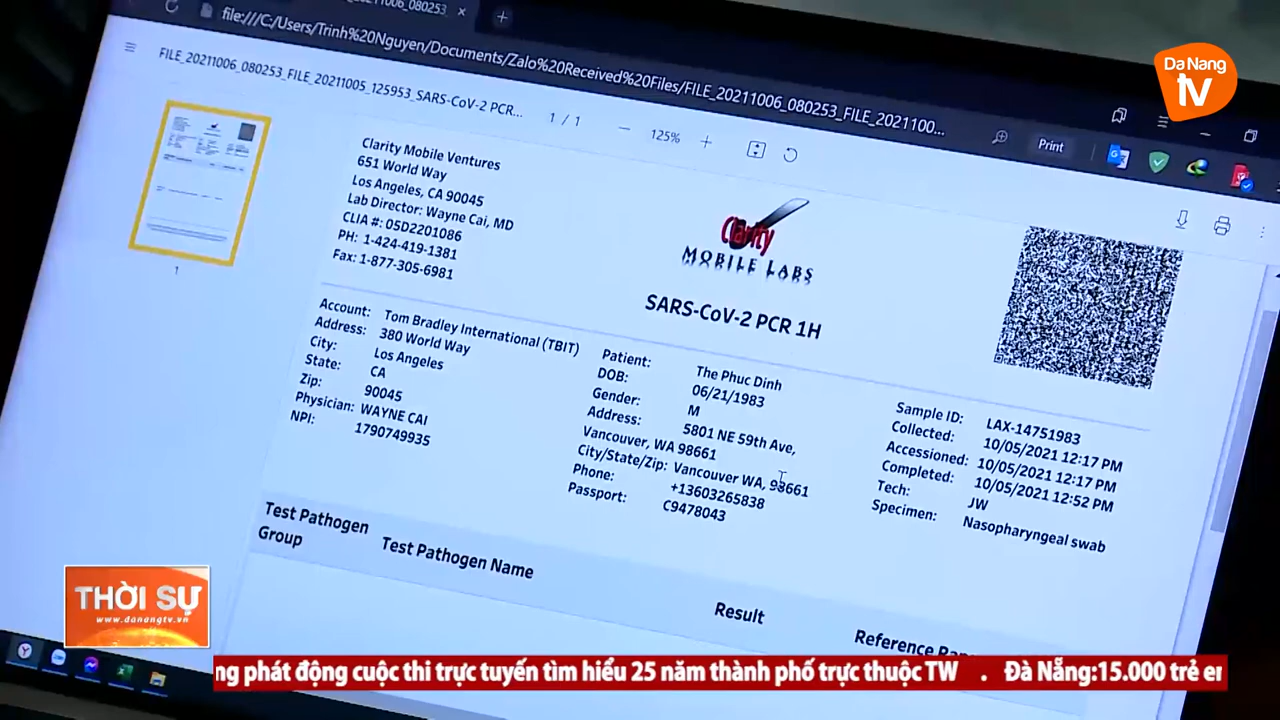 20211006_080253_
file:///C:/Users/Trinh%20Nguyen/Documents/Zalo%20Received%20Files/FILE_20211006_080253_FILE_2021100...
Da Nang
tv
FILE_20211006_080253_FILE_20211005_125953_SARS-CoV-2 PCR...
1 / 1
125%
Print
1
Clarity Mobile Ventures
651 World Way
Los Angeles, CA 90045
Lab Director: Wayne Cai, MD
CLIA #: 05D2201086
PH: 1-424-419-1381
Fax: 1-877-305-6981
Clarity
MOBILE LABS
SARS-CoV-2 PCR 1H
Account: Tom Bradley International (TBIT)
Address: 380 World Way
City: Los Angeles
State: CA
Zip: 90045
Physician: WAYNE CAI
NPI: 1790749935
Patient: The Phuc Dinh
DOB: 06/21/1983
Gender: M
Address: 5801 NE 59th Ave,
Vancouver, WA 98661
City/State/Zip: Vancouver WA, 98661
Phone: +13603265838
Passport: C9478043
Sample ID: LAX-14751983
Collected: 10/05/2021 12:17 PM
Accessioned: 10/05/2021 12:17 PM
Completed: 10/05/2021 12:52 PM
Tech: JW
Specimen: Nasopharyngeal swab
Test Pathogen Group
Test Pathogen Name
Result
Reference
THỜI SỰ
www.danangtv.vn
ng phát động cuộc thi trực tuyến tìm hiểu 25 năm thành phố trực thuộc TW . Đà Nẵng:15.000 trẻ